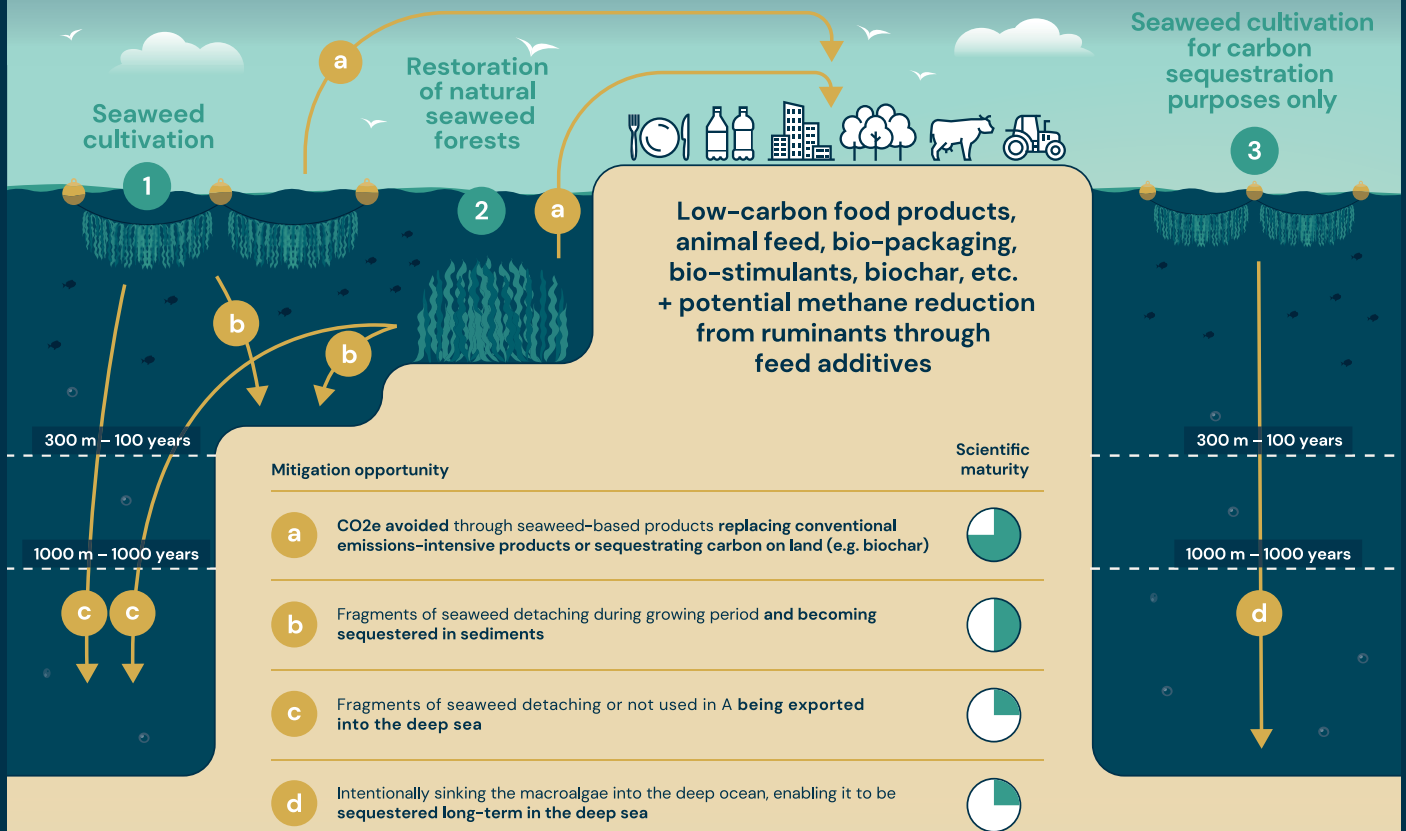 Seaweed
cultivation
1
a
Restoration
of natural
seaweed
forests
2
a
Seaweed cultivation
for carbon
sequestration
purposes only
3
b
b
300 m – 100 years
1000 m – 1000 years
c
c
Low-carbon food products,
animal feed, bio-packaging,
bio-stimulants, biochar, etc.
+ potential methane reduction
from ruminants through
feed additives
300 m – 100 years
1000 m – 1000 years
d
Mitigation opportunity
Scientific
maturity
a
CO2e avoided through seaweed-based products replacing conventional
emissions-intensive products or sequestrating carbon on land (e.g. biochar)
b
Fragments of seaweed detaching during growing period and becoming
sequestered in sediments
c
Fragments of seaweed detaching or not used in A being exported
into the deep sea
d
Intentionally sinking the macroalgae into the deep ocean, enabling it to be
sequestered long-term in the deep sea